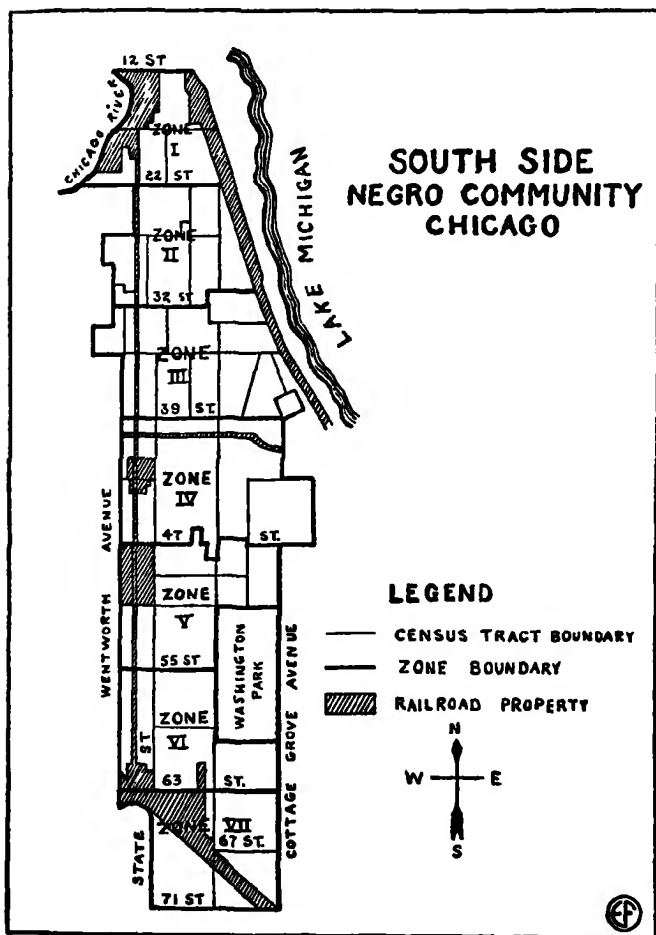 12 ST
CHICAGO RIVER
ZONE
I
22 ST
SOUTH SIDE
NEGRO COMMUNITY
CHICAGO
LAKE MICHIGAN
ZONE
II
32 ST
ZONE
III
39 ST.
ZONE
IV
47 ST.
WENTWORTH AVENUE
ZONE
V
55 ST
WASHINGTON
PARK
COTTAGE GROVE AVENUE
ZONE
VI
63 ST.
STATE ST
ZONE VII
67 ST.
71 ST
LEGEND
CENSUS TRACT BOUNDARY
ZONE BOUNDARY
RAILROAD PROPERTY
N
W E
S
EF